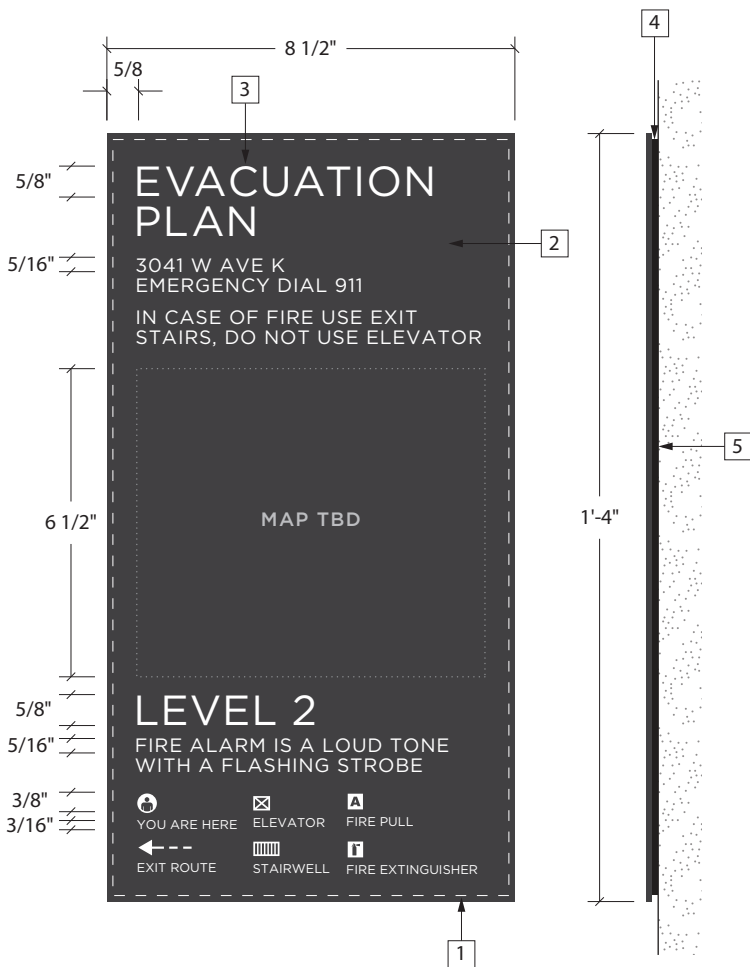 4
8 1/2"
5/8
3
5/8"
EVACUATION
PLAN
2
5/16"
3041 W AVE K
EMERGENCY DIAL 911
IN CASE OF FIRE USE EXIT
STAIRS, DO NOT USE ELEVATOR
5
6 1/2"
MAP TBD
1'-4"
5/8"
LEVEL 2
5/16"
FIRE ALARM IS A LOUD TONE
WITH A FLASHING STROBE
3/8"
A
3/16"
YOU ARE HERE ELEVATOR FIRE PULL
EXIT ROUTE STAIRWELL FIRE EXTINGUISHER
1